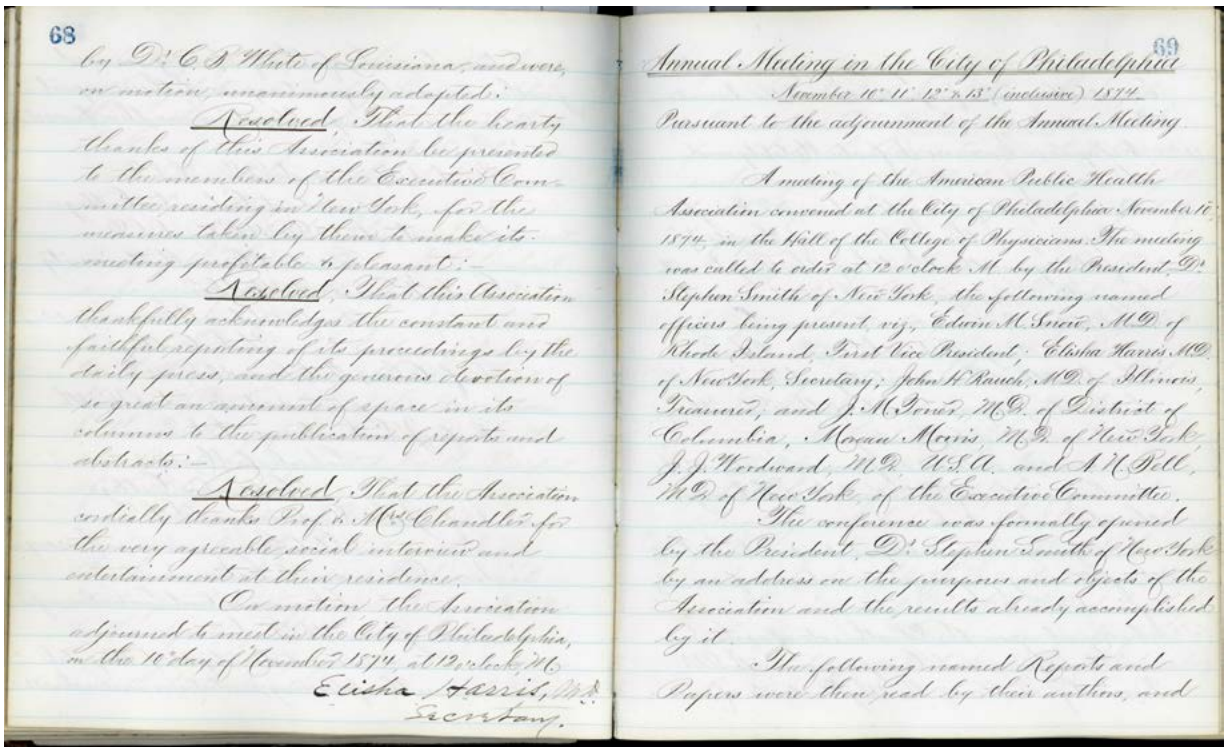 68
by Dr. C B White of Louisiana, and were,
on motion, unanimously adopted:
Resolved, That the hearty
thanks of this Association be presented
to the members of the Executive Com-
mittee, residing in New York, for the
measures taken by them to make its
meeting profitable & pleasant:—
Resolved, That this Association
thankfully acknowledges the constant and
faithful reporting of its proceedings by the
daily press, and the generous devotion of
so great an amount of space in its
columns to the publication of reports and
abstracts:—
Resolved, That the Association
cordially thanks Prof. & Mrs. Chandler for
the very agreeable social interview and
entertainment at their residence.
On motion the Association
adjourned to meet in the City of Philadelphia,
on the 10" day of November 1874, at 12 o'clock, M
Elisha Harris, M.D.
Secretary.
69
Annual Meeting in the City of Philadelphia
November 10" 11" 12" & 13" (inclusive) 1874.
Pursuant to the adjournment of the Annual Meeting.
A meeting of the American Public Health
Association convened at the City of Philadelphia November 10"
1874, in the Hall of the College of Physicians. The meeting
was called to order at 12 o'clock M. by the President, Dr.
Stephen Smith of New York, the following named
officers being present, viz., Edwin M. Snow, M.D. of
Rhode Island, First Vice President; Elisha Harris M.D.
of New York, Secretary; John H Rauch, M.D. of Illinois,
Treasurer, and J. M Toner, M.D. of District of
Columbia, Moreau Morris, M.D. of New York,
J. J. Woodward, M.D. U.S.A. and A. N. Bell,
M.D of New York, of the Executive Committee.
The conference was formally opened
by the President, Dr. Stephen Smith of New York
by an address on the purposes and objects of the
Association and the results already accomplished
by it.
The following named Reports and
Papers were then read by their authors, and